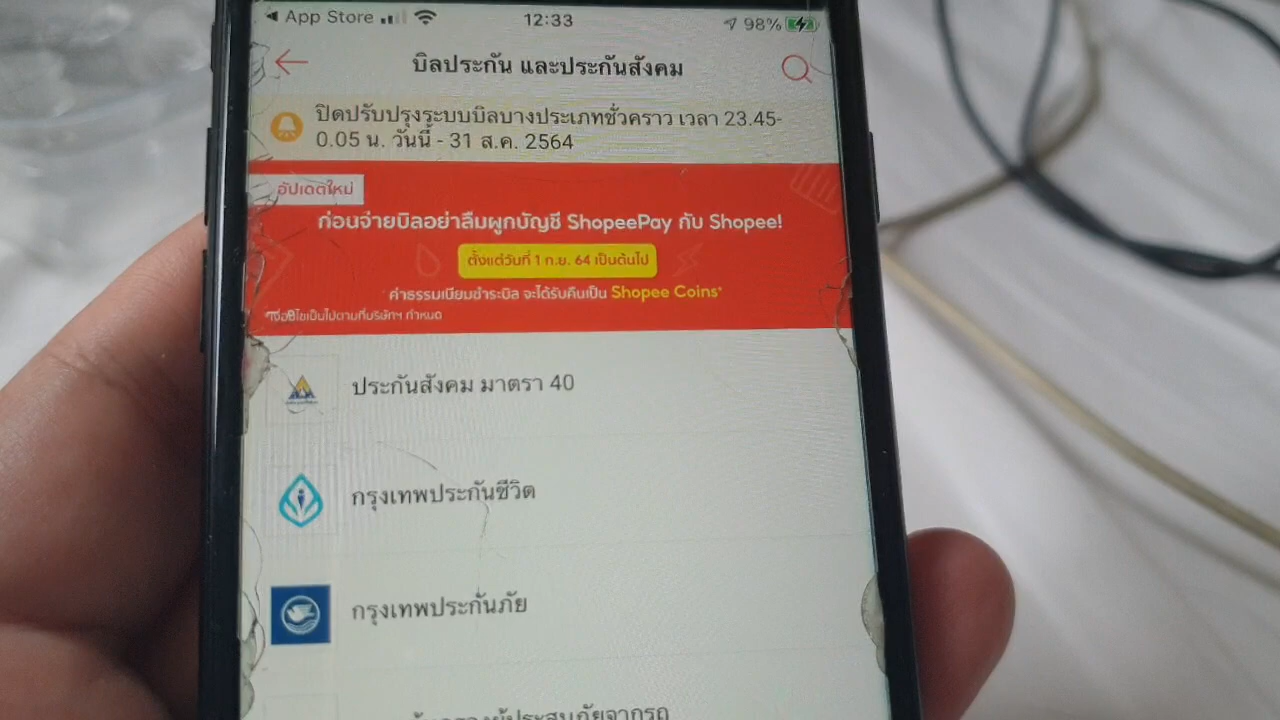 App Store
12:33
98%
บิลประกัน และประกันสังคม
ปิดปรับปรุงระบบบิลบางประเภทชั่วคราว เวลา 23.45-
0.05 น. วันนี้ - 31 ส.ค. 2564
อัปเดตใหม่
ก่อนจ่ายบิลอย่าลืมผูกบัญชี ShopeePay กับ Shopee!
ตั้งแต่วันที่ 1 ก.ย. 64 เป็นต้นไป
ค่าธรรมเนียมชำระบิล จะได้รับคืนเป็น Shopee Coins*
*เงื่อนไขเป็นไปตามที่บริษัทฯ กำหนด
ประกันสังคม มาตรา 40
กรุงเทพประกันชีวิต
กรุงเทพประกันภัย